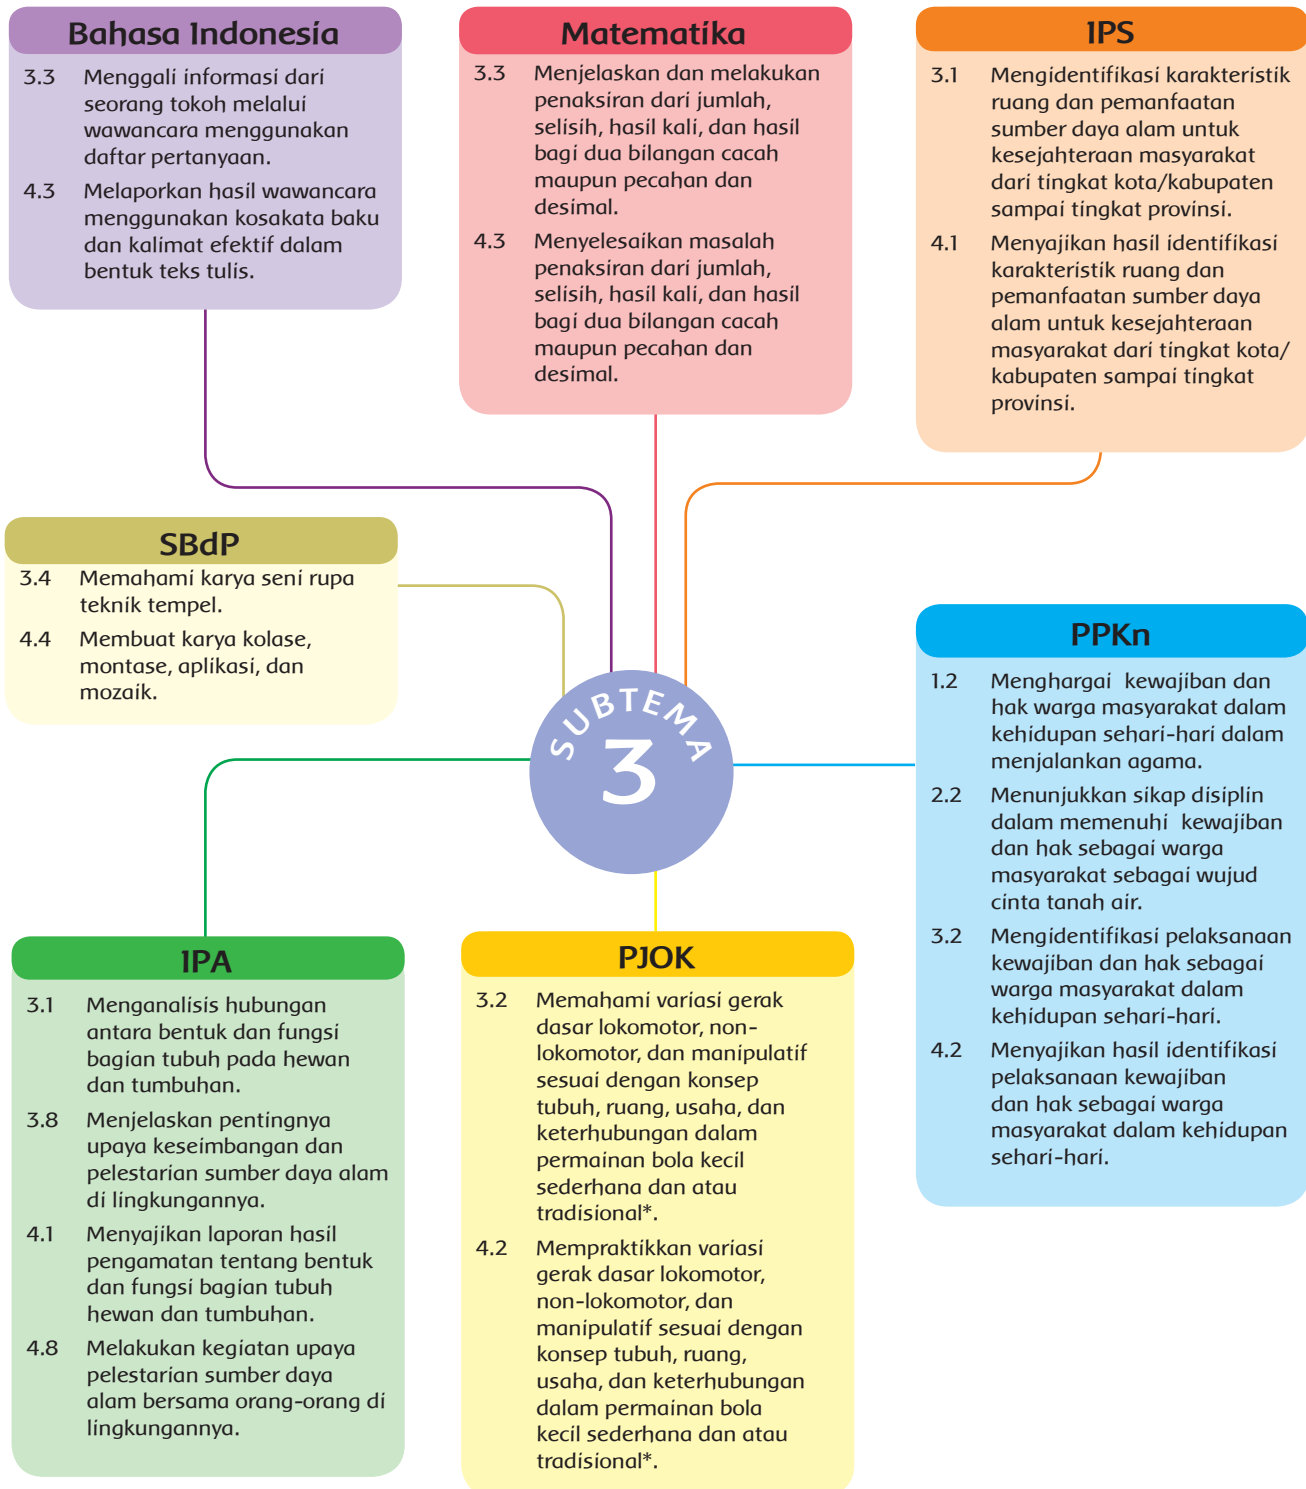 Bahasa Indonesia
3.3 Menggali informasi dari
seorang tokoh melalui
wawancara menggunakan
daftar pertanyaan.
4.3 Melaporkan hasil wawancara
menggunakan kosakata baku
dan kalimat efektif dalam
bentuk teks tulis.
Matematika
3.3 Menjelaskan dan melakukan
penaksiran dari jumlah,
selisih, hasil kali, dan hasil
bagi dua bilangan cacah
maupun pecahan dan
desimal.
4.3 Menyelesaikan masalah
penaksiran dari jumlah,
selisih, hasil kali, dan hasil
bagi dua bilangan cacah
maupun pecahan dan
desimal.
IPS
3.1 Mengidentifikasi karakteristik
ruang dan pemanfaatan
sumber daya alam untuk
kesejahteraan masyarakat
dari tingkat kota/kabupaten
sampai tingkat provinsi.
4.1 Menyajikan hasil identifikasi
karakteristik ruang dan
pemanfaatan sumber daya
alam untuk kesejahteraan
masyarakat dari tingkat kota/
kabupaten sampai tingkat
provinsi.
SBdP
3.4 Memahami karya seni rupa
teknik tempel.
4.4 Membuat karya kolase,
montase, aplikasi, dan
mozaik.
SUBTEMA
3
PPKn
1.2 Menghargai kewajiban dan
hak warga masyarakat dalam
kehidupan sehari-hari dalam
menjalankan agama.
2.2 Menunjukkan sikap disiplin
dalam memenuhi kewajiban
dan hak sebagai warga
masyarakat sebagai wujud
cinta tanah air.
3.2 Mengidentifikasi pelaksanaan
kewajiban dan hak sebagai
warga masyarakat dalam
kehidupan sehari-hari.
4.2 Menyajikan hasil identifikasi
pelaksanaan kewajiban
dan hak sebagai warga
masyarakat dalam kehidupan
sehari-hari.
IPA
3.1 Menganalisis hubungan
antara bentuk dan fungsi
bagian tubuh pada hewan
dan tumbuhan.
3.8 Menjelaskan pentingnya
upaya keseimbangan dan
pelestarian sumber daya alam
di lingkungannya.
4.1 Menyajikan laporan hasil
pengamatan tentang bentuk
dan fungsi bagian tubuh
hewan dan tumbuhan.
4.8 Melakukan kegiatan upaya
pelestarian sumber daya
alam bersama orang-orang di
lingkungannya.
PJOK
3.2 Memahami variasi gerak
dasar lokomotor, non-
lokomotor, dan manipulatif
sesuai dengan konsep
tubuh, ruang, usaha, dan
keterhubungan dalam
permainan bola kecil
sederhana dan atau
tradisional*.
4.2 Mempraktikkan variasi
gerak dasar lokomotor,
non-lokomotor, dan
manipulatif sesuai dengan
konsep tubuh, ruang,
usaha, dan keterhubungan
dalam permainan bola
kecil sederhana dan atau
tradisional*.